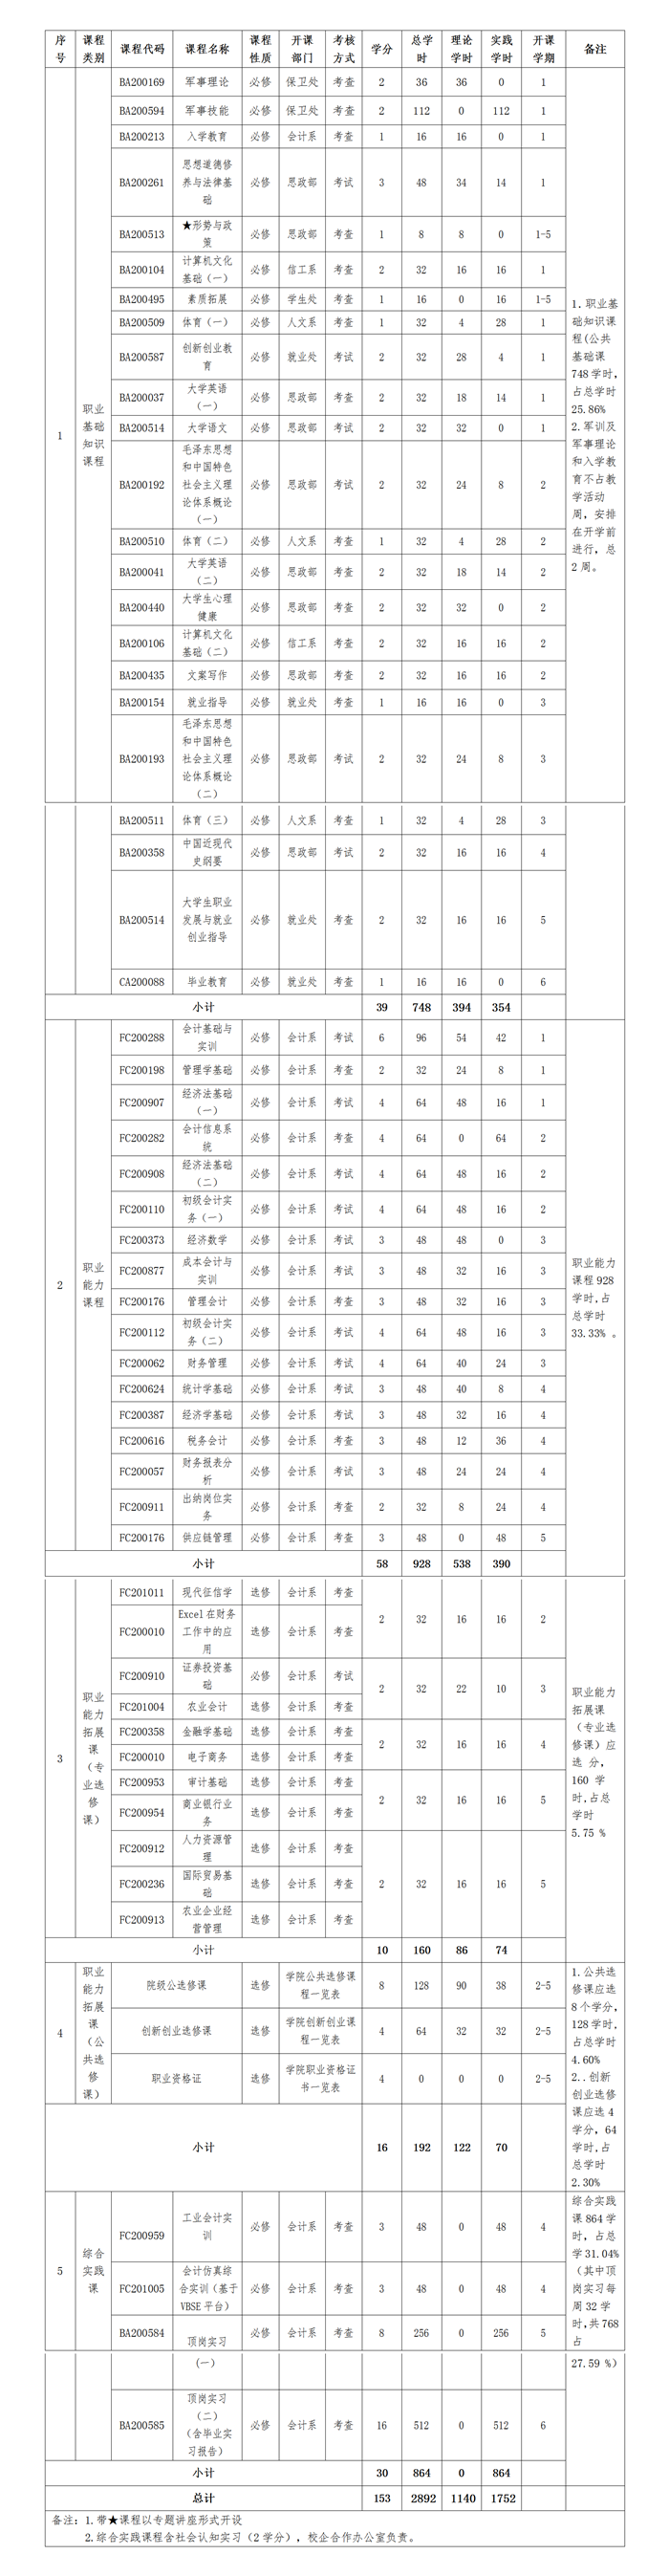 序号 课程类别 课程代码 课程名称 课程性质 开课部门 考核方式 学分 总学时 理论学时 实践学时 开课学期 备注
1 职业基础知识课程
BA200169 军事理论 必修 保卫处 考查 2 36 36 0 1
BA200594 军事技能 必修 保卫处 考查 2 112 0 112 1
BA200213 入学教育 必修 会计系 考查 1 16 16 0 1
BA200261 思想道德修养与法律基础 必修 思政部 考试 3 48 34 14 1
BA200513 ★形势与政策 必修 思政部 考查 1 8 8 0 1-5
BA200104 计算机文化基础（一） 必修 信工系 考查 2 32 16 16 1
BA200495 素质拓展 必修 学生处 考查 1 16 0 16 1-5
BA200509 体育（一） 必修 人文系 考查 1 32 4 28 1
BA200587 创新创业教育 必修 就业处 考试 2 32 28 4 1
BA200037 大学英语（一） 必修 思政部 考查 2 32 18 14 1
BA200514 大学语文 必修 思政部 考试 2 32 32 0 1
BA200192 毛泽东思想和中国特色社会主义理论体系概论（一） 必修 思政部 考试 2 32 24 8 2
BA200510 体育（二） 必修 人文系 考查 1 32 4 28 2
BA200041 大学英语（二） 必修 思政部 考查 2 32 18 14 2
BA200440 大学生心理健康 必修 思政部 考查 2 32 32 0 2
BA200106 计算机文化基础（二） 必修 信工系 考查 2 32 16 16 2
BA200435 文案写作 必修 思政部 考查 2 32 16 16 2
BA200154 就业指导 必修 就业处 考查 1 16 16 0 3
BA200193 毛泽东思想和中国特色社会主义理论体系概论（二） 必修 思政部 考试 2 32 24 8 3
1.职业基础知识课程(公共基础课748学时,占总学时25.86%
2.军训及军事理论和入学教育不占教学活动周，安排在开学前进行，总2周。
BA200511 体育（三） 必修 人文系 考查 1 32 4 28 3
BA200358 中国近现代史纲要 必修 思政部 考试 2 32 16 16 4
BA200514 大学生职业发展与就业创业指导 必修 就业处 考查 2 32 16 16 5
CA200088 毕业教育 必修 就业处 考查 1 16 16 0 6
小计 39 748 394 354
2 职业能力课程
FC200288 会计基础与实训 必修 会计系 考试 6 96 54 42 1
FC200198 管理学基础 必修 会计系 考查 2 32 24 8 1
FC200907 经济法基础（一） 必修 会计系 考试 4 64 48 16 1
FC200282 会计信息系统 必修 会计系 考查 4 64 0 64 2
FC200908 经济法基础（二） 必修 会计系 考试 4 64 48 16 2
FC200110 初级会计实务（一） 必修 会计系 考试 4 64 48 16 2
FC200373 经济数学 必修 会计系 考试 3 48 48 0 3
FC200877 成本会计与实训 必修 会计系 考试 3 48 32 16 3
FC200176 管理会计 必修 会计系 考查 3 48 32 16 3
FC200112 初级会计实务（二） 必修 会计系 考试 4 64 48 16 3
FC200062 财务管理 必修 会计系 考试 4 64 40 24 3
FC200624 统计学基础 必修 会计系 考试 3 48 40 8 4
FC200387 经济学基础 必修 会计系 考试 3 48 32 16 4
FC200616 税务会计 必修 会计系 考查 3 48 12 36 4
FC200057 财务报表分析 必修 会计系 考试 3 48 24 24 4
FC200911 出纳岗位实务 必修 会计系 考查 2 32 8 24 4
FC200176 供应链管理 必修 会计系 考查 3 48 0 48 5
职业能力课程928学时,占总学时33.33% 。
小计 58 928 538 390
3 职业能力拓展课（专业选修课）
FC201011 现代征信学 选修 会计系 考查 2 32 16 16 2
FC200010 Excel在财务工作中的应用 选修 会计系 考查
FC200910 证券投资基础 必修 会计系 考试 2 32 22 10 3
FC201004 农业会计 选修 会计系 考查
FC200358 金融学基础 选修 会计系 考查 2 32 16 16 4
FC200010 电子商务 选修 会计系 考查
FC200953 审计基础 选修 会计系 考查 2 32 16 16 5
FC200954 商业银行业务 选修 会计系 考查
FC200912 人力资源管理 选修 会计系 考查 2 32 16 16 5
FC200236 国际贸易基础 选修 会计系 考查
FC200913 农业企业经营管理 选修 会计系 考查
职业能力拓展课（专业选修课）应选 分，160 学时,占总学时5.75 %
小计 10 160 86 74
4 职业能力拓展课（公共选修课）
院级公选修课 选修 学院公共选修课程一览表 8 128 90 38 2-5
创新创业选修课 选修 学院创新创业课程一览表 4 64 32 32 2-5
职业资格证 选修 学院职业资格证书一览表 4 0 0 0 2-5
小计 16 192 122 70
1.公共选修课应选8个学分，128学时,占总学时4.60%
2..创新创业选修课应选4学分，64学时,占总学时2.30%
5 综合实践课
FC200959 工业会计实训 必修 会计系 考查 3 48 0 48 4
FC201005 会计仿真综合实训（基于VBSE平台） 必修 会计系 考查 3 48 0 48 4
BA200584 顶岗实习 必修 会计系 考查 8 256 0 256 5
综合实践课864学时，占总学31.04%（其中顶岗实习每周32学时,共768占
（一） 27.59 %）
BA200585 顶岗实习（二）（含毕业实习报告） 必修 会计系 考查 16 512 0 512 6
小计 30 864 0 864
总计 153 2892 1140 1752
备注：1.带★课程以专题讲座形式开设
2.综合实践课程含社会认知实习（2学分），校企合作办公室负责。